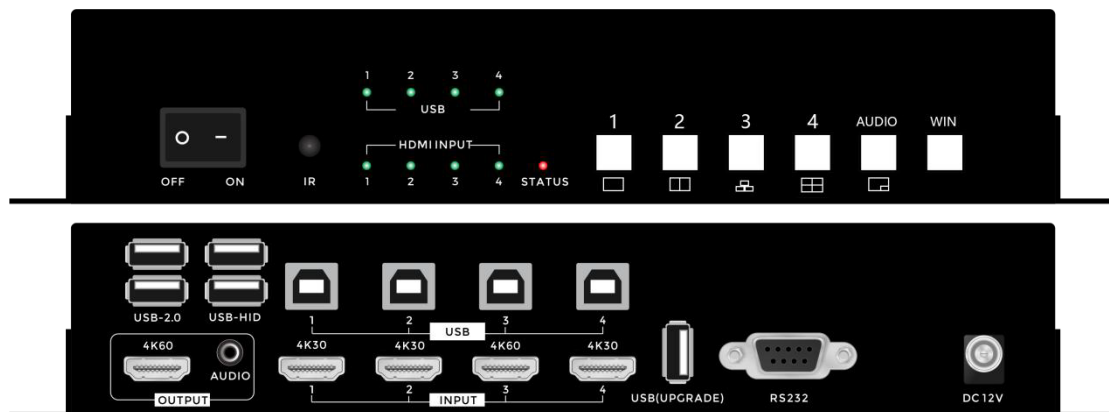 1 2 3 4
USB
HDMI INPUT
1 2 3 4
OFF ON
IR
STATUS
1 2 3 4 AUDIO WIN
USB-2.0 USB-HID
1 2 3 4
USB
4K60
AUDIO
OUTPUT
4K30 4K30 4K60 4K30
1 2 3 4
INPUT
USB(UPGRADE)
RS232
DC 12V